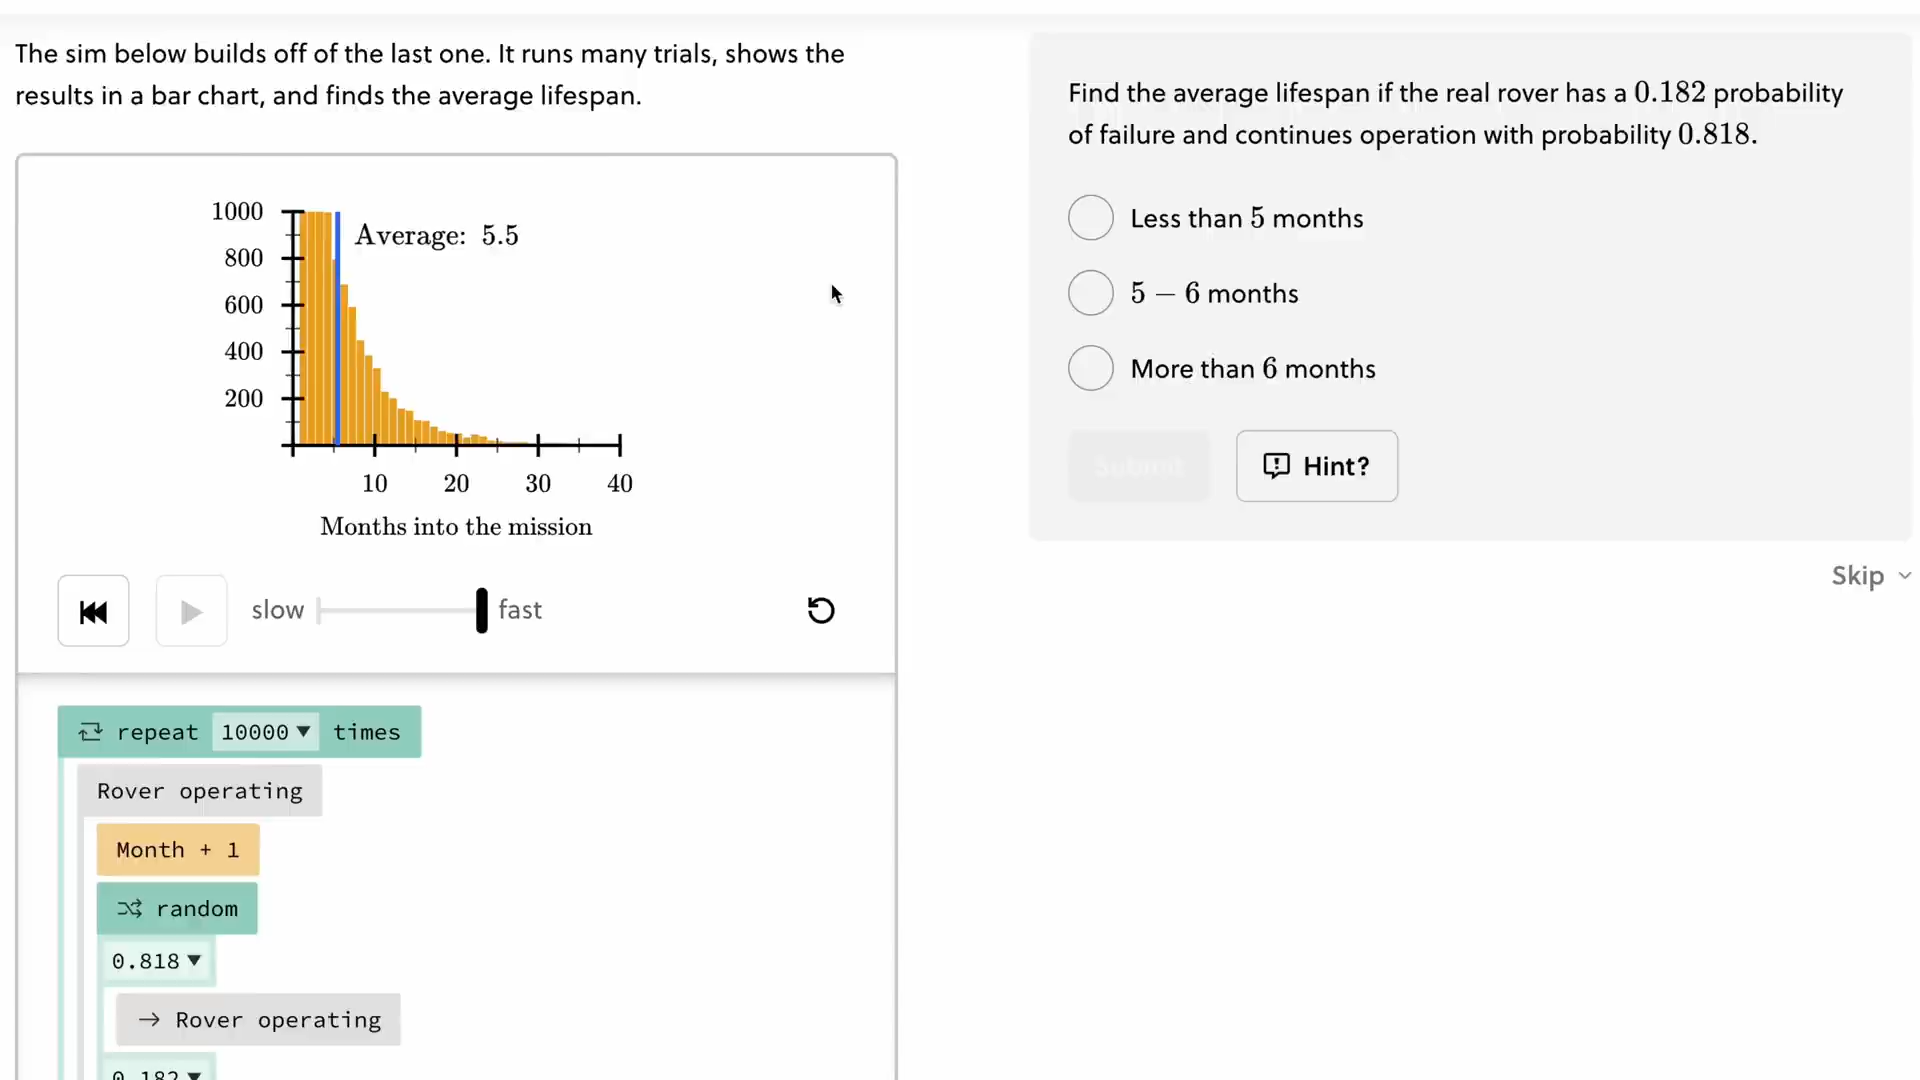 The sim below builds off of the last one. It runs many trials, shows the
results in a bar chart, and finds the average lifespan.
1000
800
600
400
200
Average: 5.5
10 20 30 40
Months into the mission
slow fast
repeat 10000 ▼ times
Rover operating
Month + 1
random
0.818 ▼
→ Rover operating
0.182 ▼
Find the average lifespan if the real rover has a 0.182 probability
of failure and continues operation with probability 0.818.
Less than 5 months
5 – 6 months
More than 6 months
Submit
Hint?
Skip